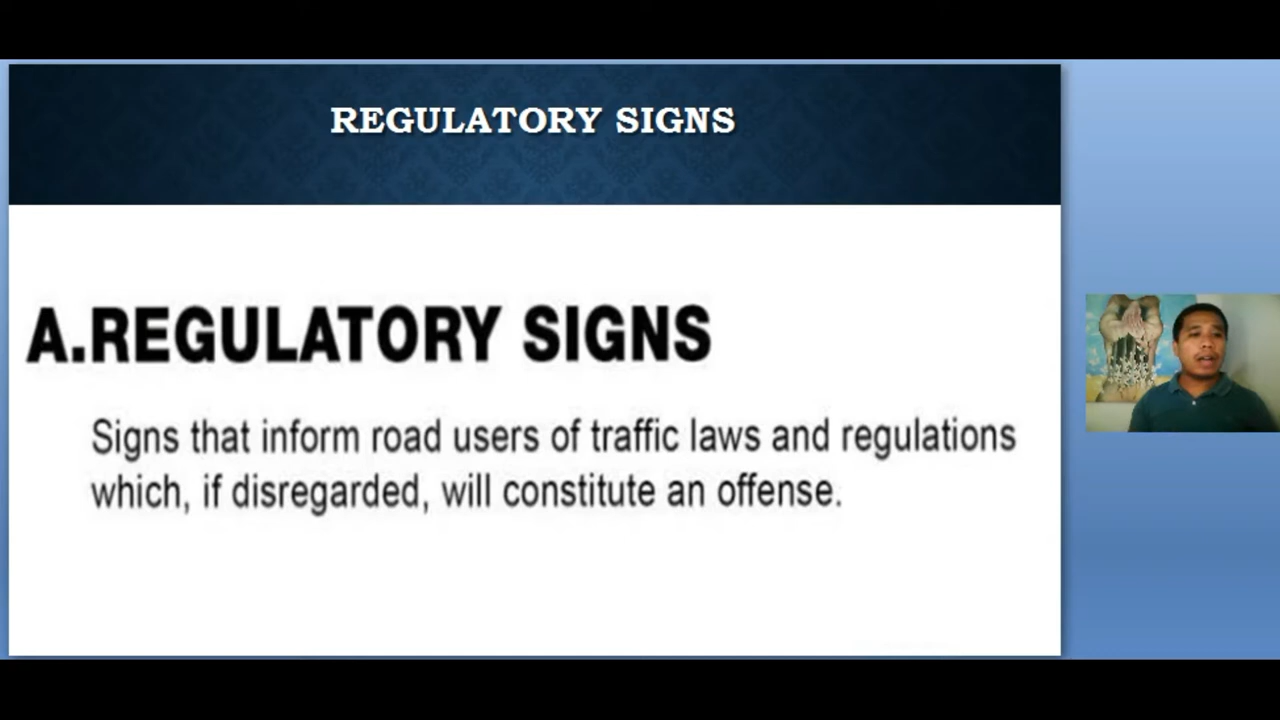 REGULATORY SIGNS
A.REGULATORY SIGNS
Signs that inform road users of traffic laws and regulations
which, if disregarded, will constitute an offense.